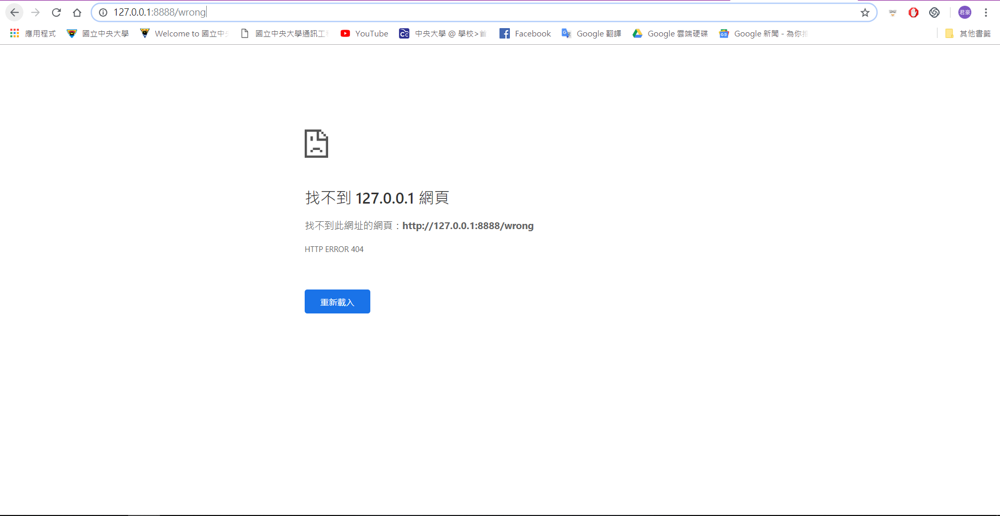 127.0.0.1:8888/wrong
君豪
應用程式 國立中央大學 Welcome to 國立中 國立中央大學通訊工 YouTube 中央大學 @ 學校>首 Facebook Google 翻譯 Google 雲端硬碟 Google 新聞 - 為你 其他書籤
找不到 127.0.0.1 網頁
找不到此網址的網頁：http://127.0.0.1:8888/wrong
HTTP ERROR 404
重新載入